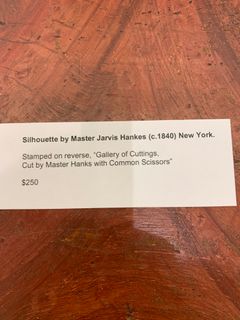 Silhouette by Master Jarvis Hankes (c.1840) New York.
Stamped on reverse, "Gallery of Cuttings,
Cut by Master Hanks with Common Scissors"
$250